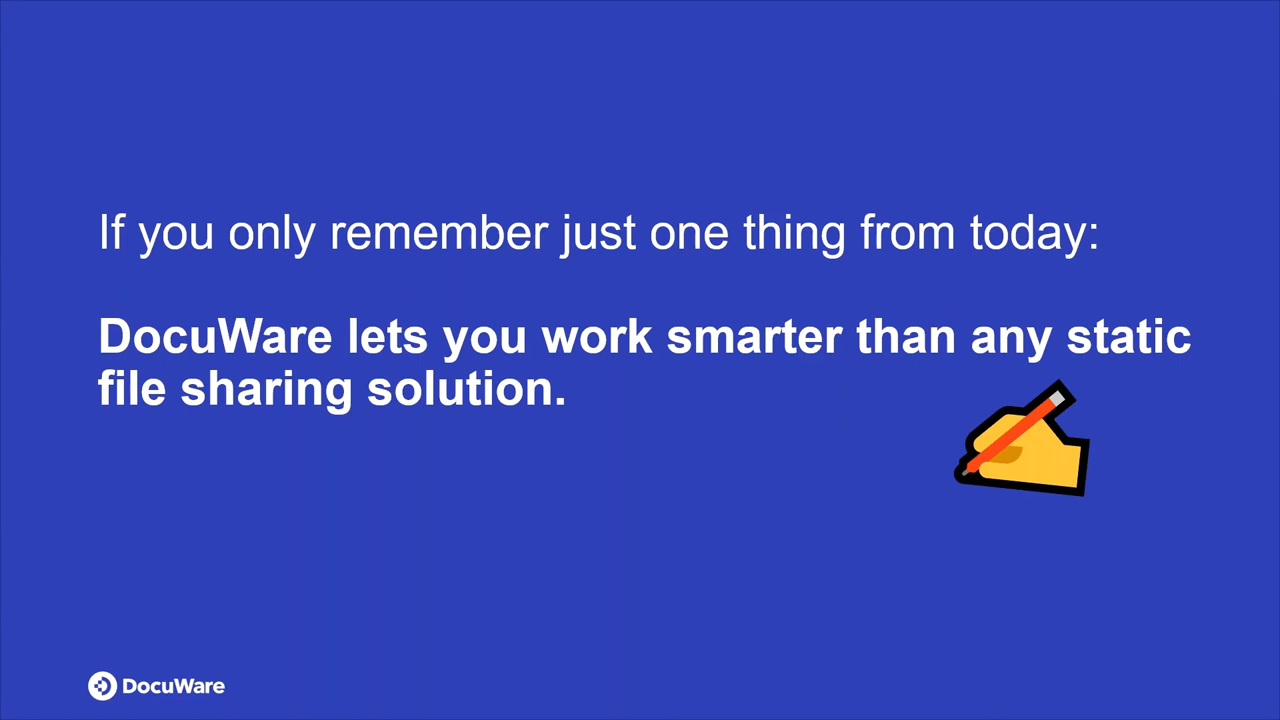 If you only remember just one thing from today:
DocuWare lets you work smarter than any static
file sharing solution.
DocuWare